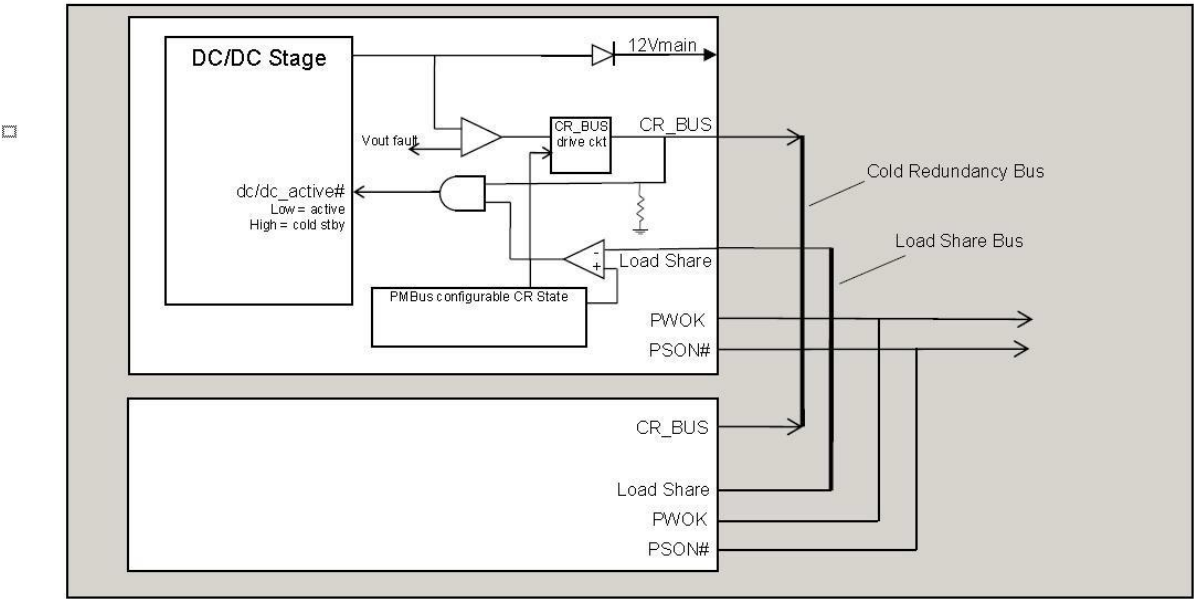 DC/DC Stage
12Vmain
CR_BUS
drive ckt
CR_BUS
Vout fault
Cold Redundancy Bus
dc/dc_active#
Low = active
High = cold stby
Load Share Bus
-
+
Load Share
PMBus configurable CR State
PWOK
PSON#
CR_BUS
Load Share
PWOK
PSON#